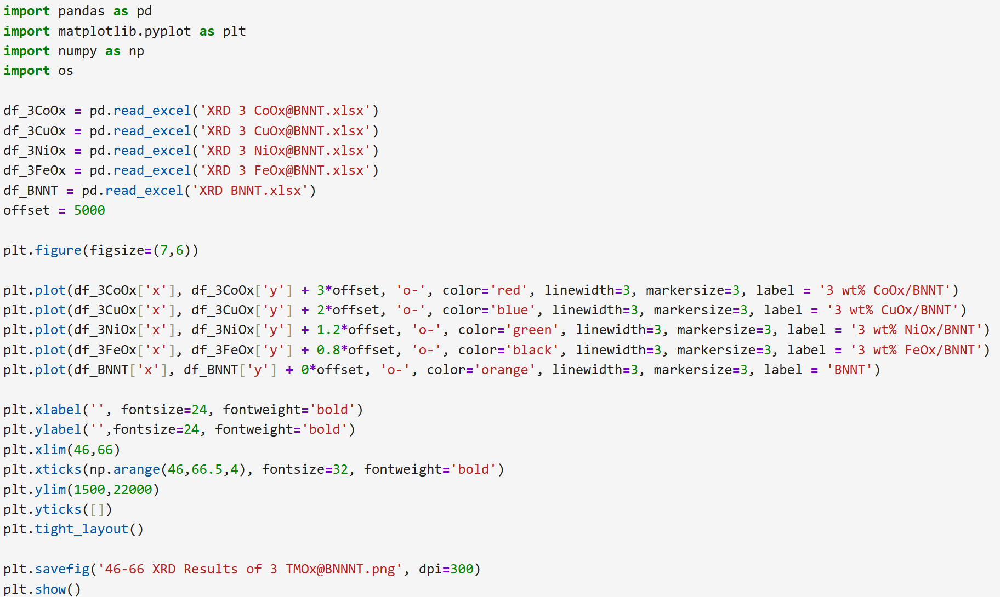 import pandas as pd
import matplotlib.pyplot as plt
import numpy as np
import os
df_3CoOx = pd.read_excel('XRD 3 CoOx@BNNT.xlsx')
df_3CuOx = pd.read_excel('XRD 3 CuOx@BNNT.xlsx')
df_3NiOx = pd.read_excel('XRD 3 NiOx@BNNT.xlsx')
df_3FeOx = pd.read_excel('XRD 3 FeOx@BNNT.xlsx')
df_BNNT = pd.read_excel('XRD BNNT.xlsx')
offset = 5000
plt.figure(figsize=(7,6))
plt.plot(df_3CoOx['x'], df_3CoOx['y'] + 3*offset, 'o-', color='red', linewidth=3, markersize=3, label = '3 wt% CoOx/BNNT')
plt.plot(df_3CuOx['x'], df_3CuOx['y'] + 2*offset, 'o-', color='blue', linewidth=3, markersize=3, label = '3 wt% CuOx/BNNT')
plt.plot(df_3NiOx['x'], df_3NiOx['y'] + 1.2*offset, 'o-', color='green', linewidth=3, markersize=3, label = '3 wt% NiOx/BNNT')
plt.plot(df_3FeOx['x'], df_3FeOx['y'] + 0.8*offset, 'o-', color='black', linewidth=3, markersize=3, label = '3 wt% FeOx/BNNT')
plt.plot(df_BNNT['x'], df_BNNT['y'] + 0*offset, 'o-', color='orange', linewidth=3, markersize=3, label = 'BNNT')
plt.xlabel('', fontsize=24, fontweight='bold')
plt.ylabel('',fontsize=24, fontweight='bold')
plt.xlim(46,66)
plt.xticks(np.arange(46,66.5,4), fontsize=32, fontweight='bold')
plt.ylim(1500,22000)
plt.yticks([])
plt.tight_layout()
plt.savefig('46-66 XRD Results of 3 TMOx@BNNNT.png', dpi=300)
plt.show()